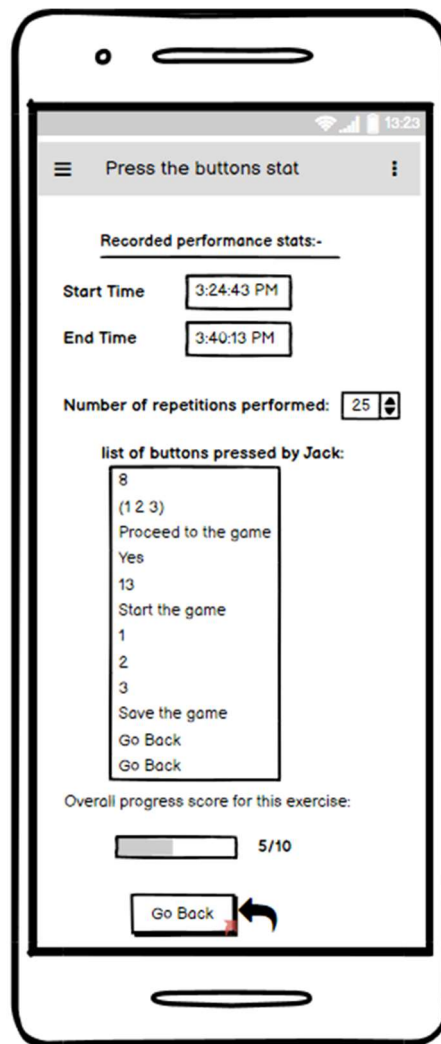 13:23
Press the buttons stat
Recorded performance stats:-
Start Time 3:24:43 PM
End Time 3:40:13 PM
Number of repetitions performed: 25
list of buttons pressed by Jack:
8
(1 2 3)
Proceed to the game
Yes
13
Start the game
1
2
3
Save the game
Go Back
Go Back
Overall progress score for this exercise:
5/10
Go Back